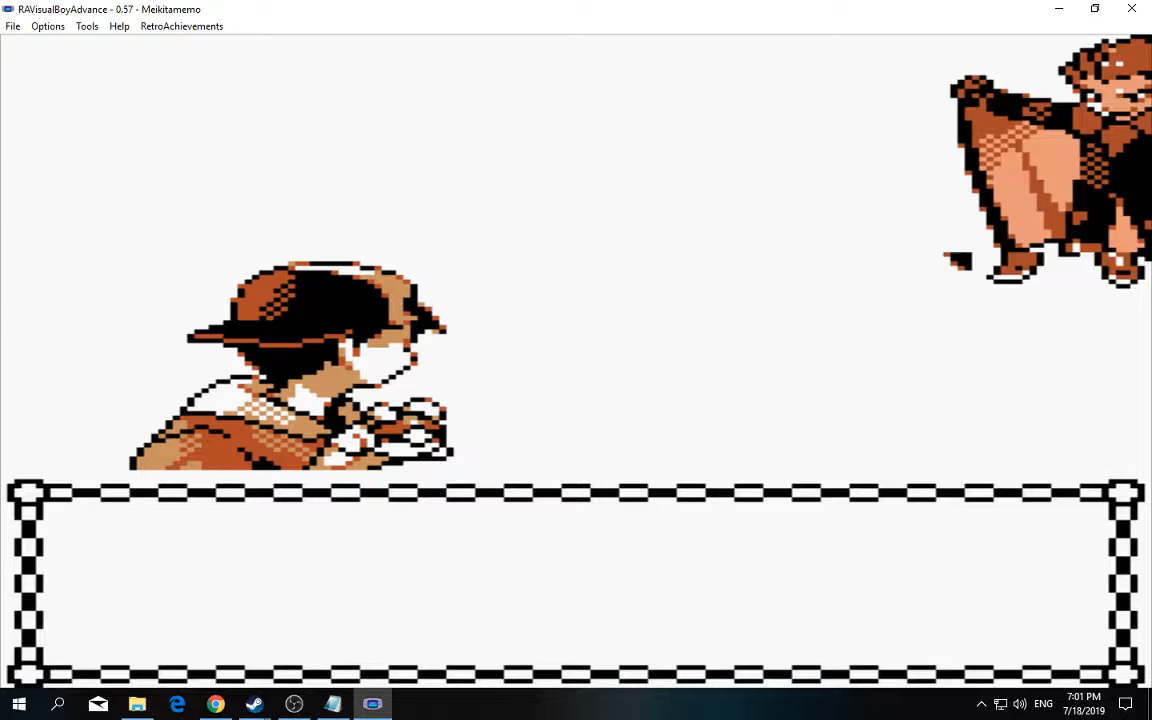 RAVisualBoyAdvance - 0.57 - Meikitamemo
File Options Tools Help RetroAchievements
ENG
7:01 PM
7/18/2019